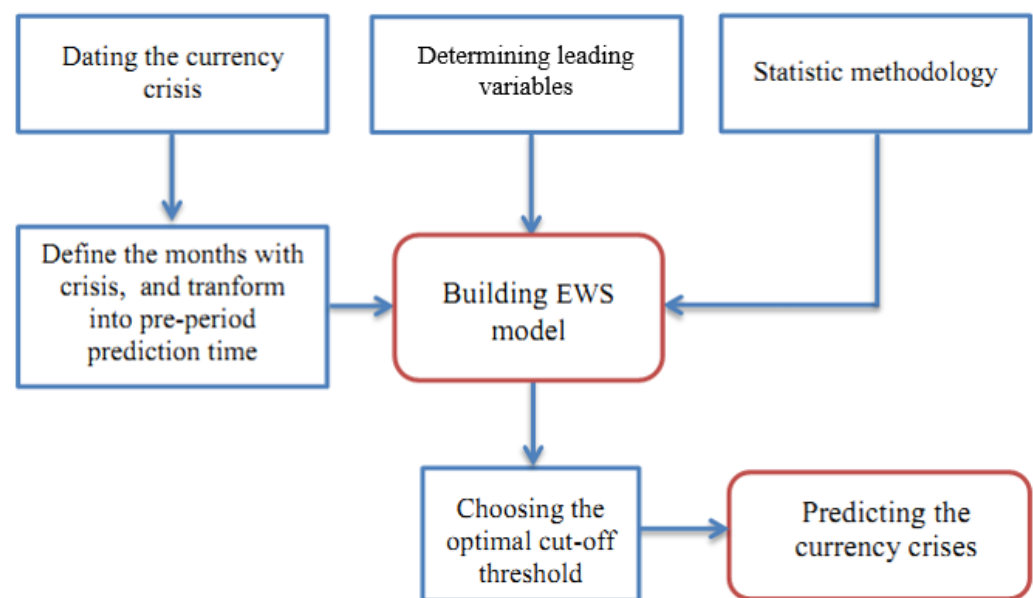 Dating the currency
crisis
Determining leading
variables
Statistic methodology
Define the months with
crisis, and tranform
into pre-period
prediction time
Building EWS
model
Choosing the
optimal cut-off
threshold
Predicting the
currency crises